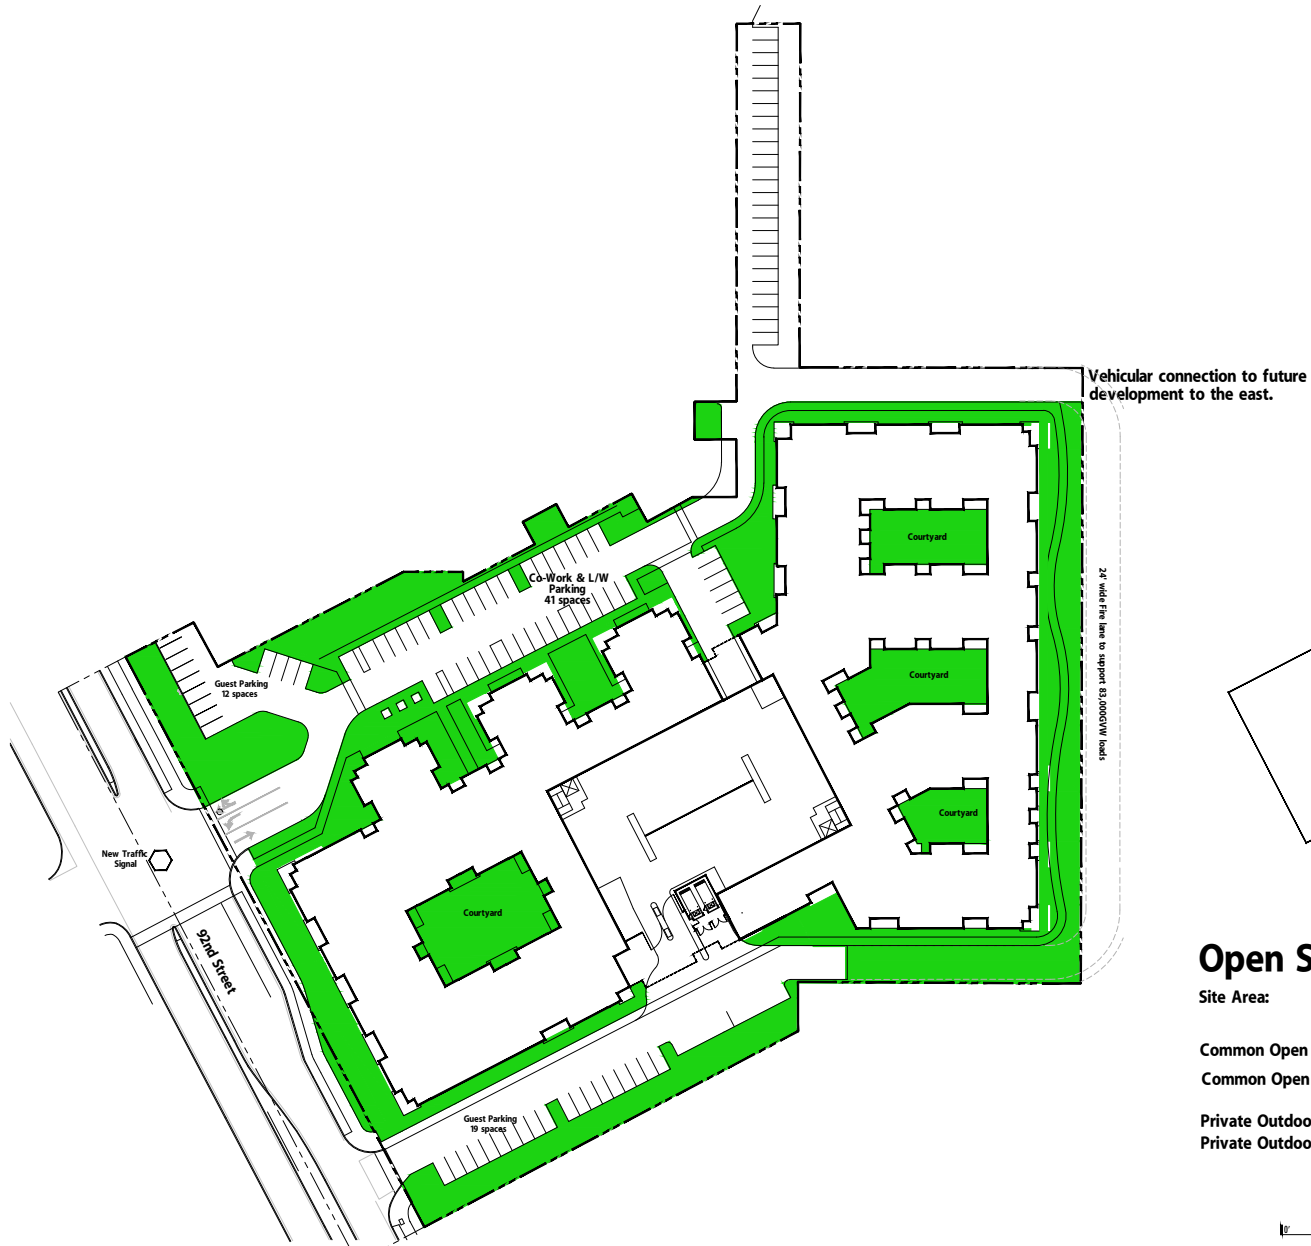 Vehicular connection to future
development to the east.
Courtyard
Co-Work & L/W
Parking
41 spaces
24' wide Fire lane to support 83,000GVW loads
Courtyard
Guest Parking
12 spaces
Courtyard
New Traffic
Signal
Courtyard
92nd Street
Open S
Site Area:
Common Open
Common Open
Guest Parking
19 spaces
Private Outdoo
Private Outdoo
0'